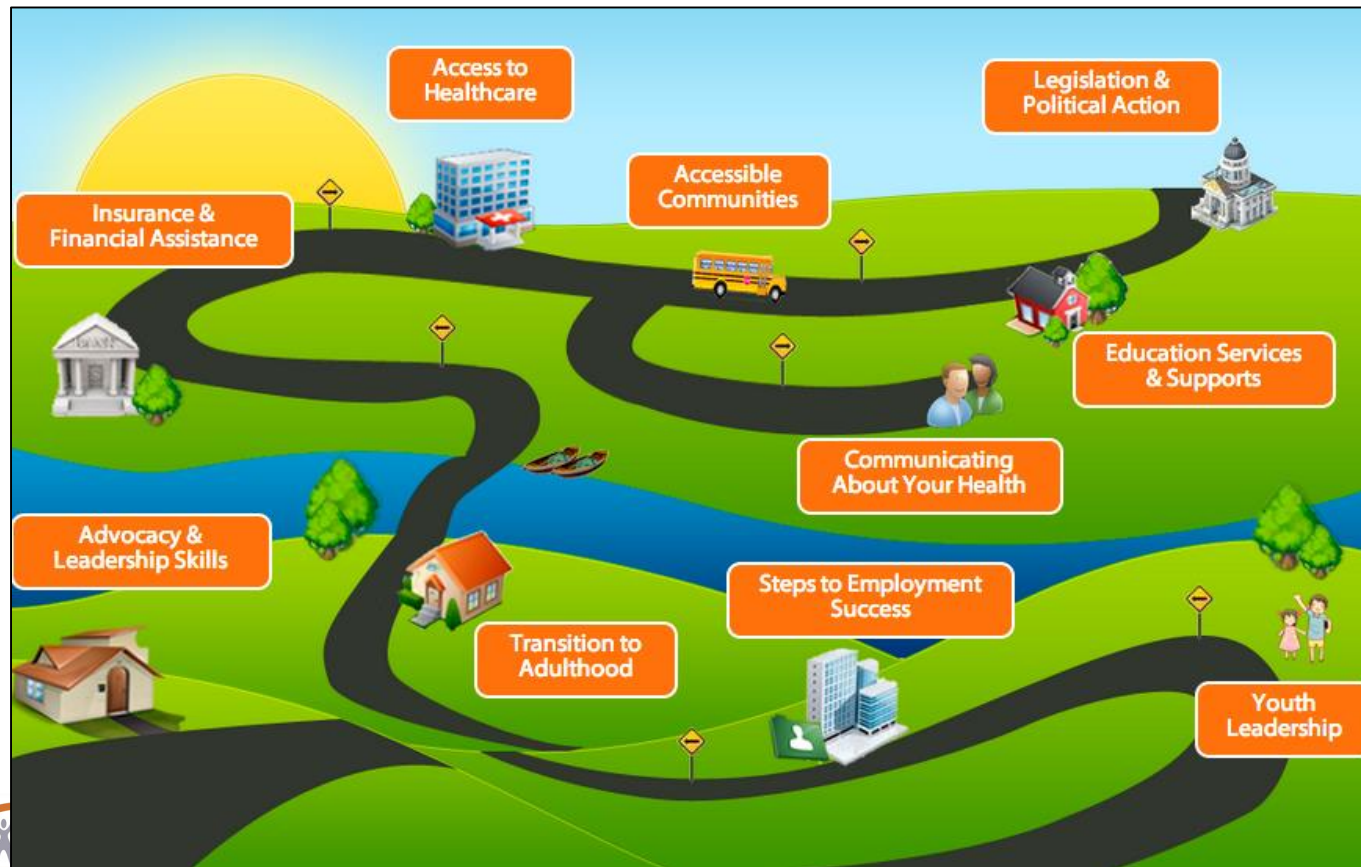 Access to
Healthcare
Legislation &
Political Action
Accessible
Communities
Insurance &
Financial Assistance
Education Services
& Supports
Communicating
About Your Health
Advocacy &
Leadership Skills
Steps to Employment
Success
Transition to
Adulthood
Youth
Leadership